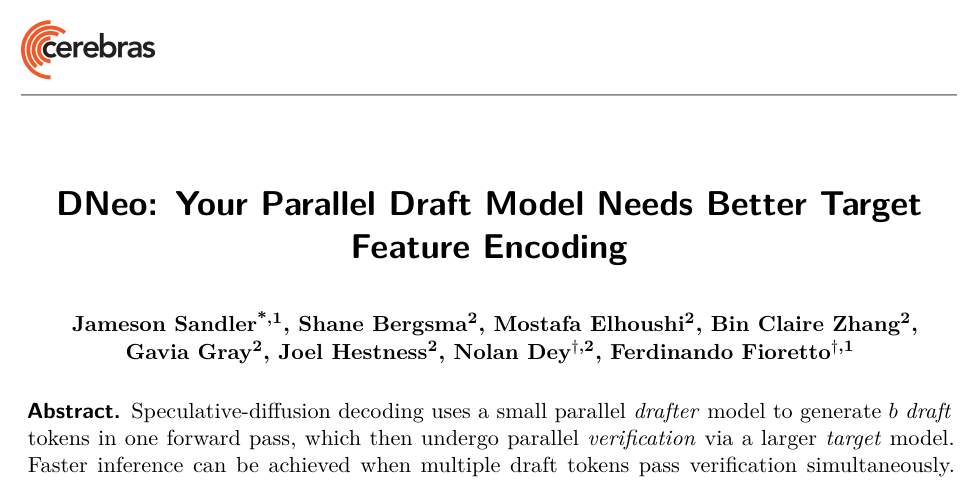 cerebras
DNeo: Your Parallel Draft Model Needs Better Target
Feature Encoding
Jameson Sandler*,1, Shane Bergsma2, Mostafa Elhoushi2, Bin Claire Zhang2,
Gavia Gray2, Joel Hestness2, Nolan Dey†,2, Ferdinando Fioretto†,1
Abstract. Speculative-diffusion decoding uses a small parallel drafter model to generate b draft
tokens in one forward pass, which then undergo parallel verification via a larger target model.
Faster inference can be achieved when multiple draft tokens pass verification simultaneously.